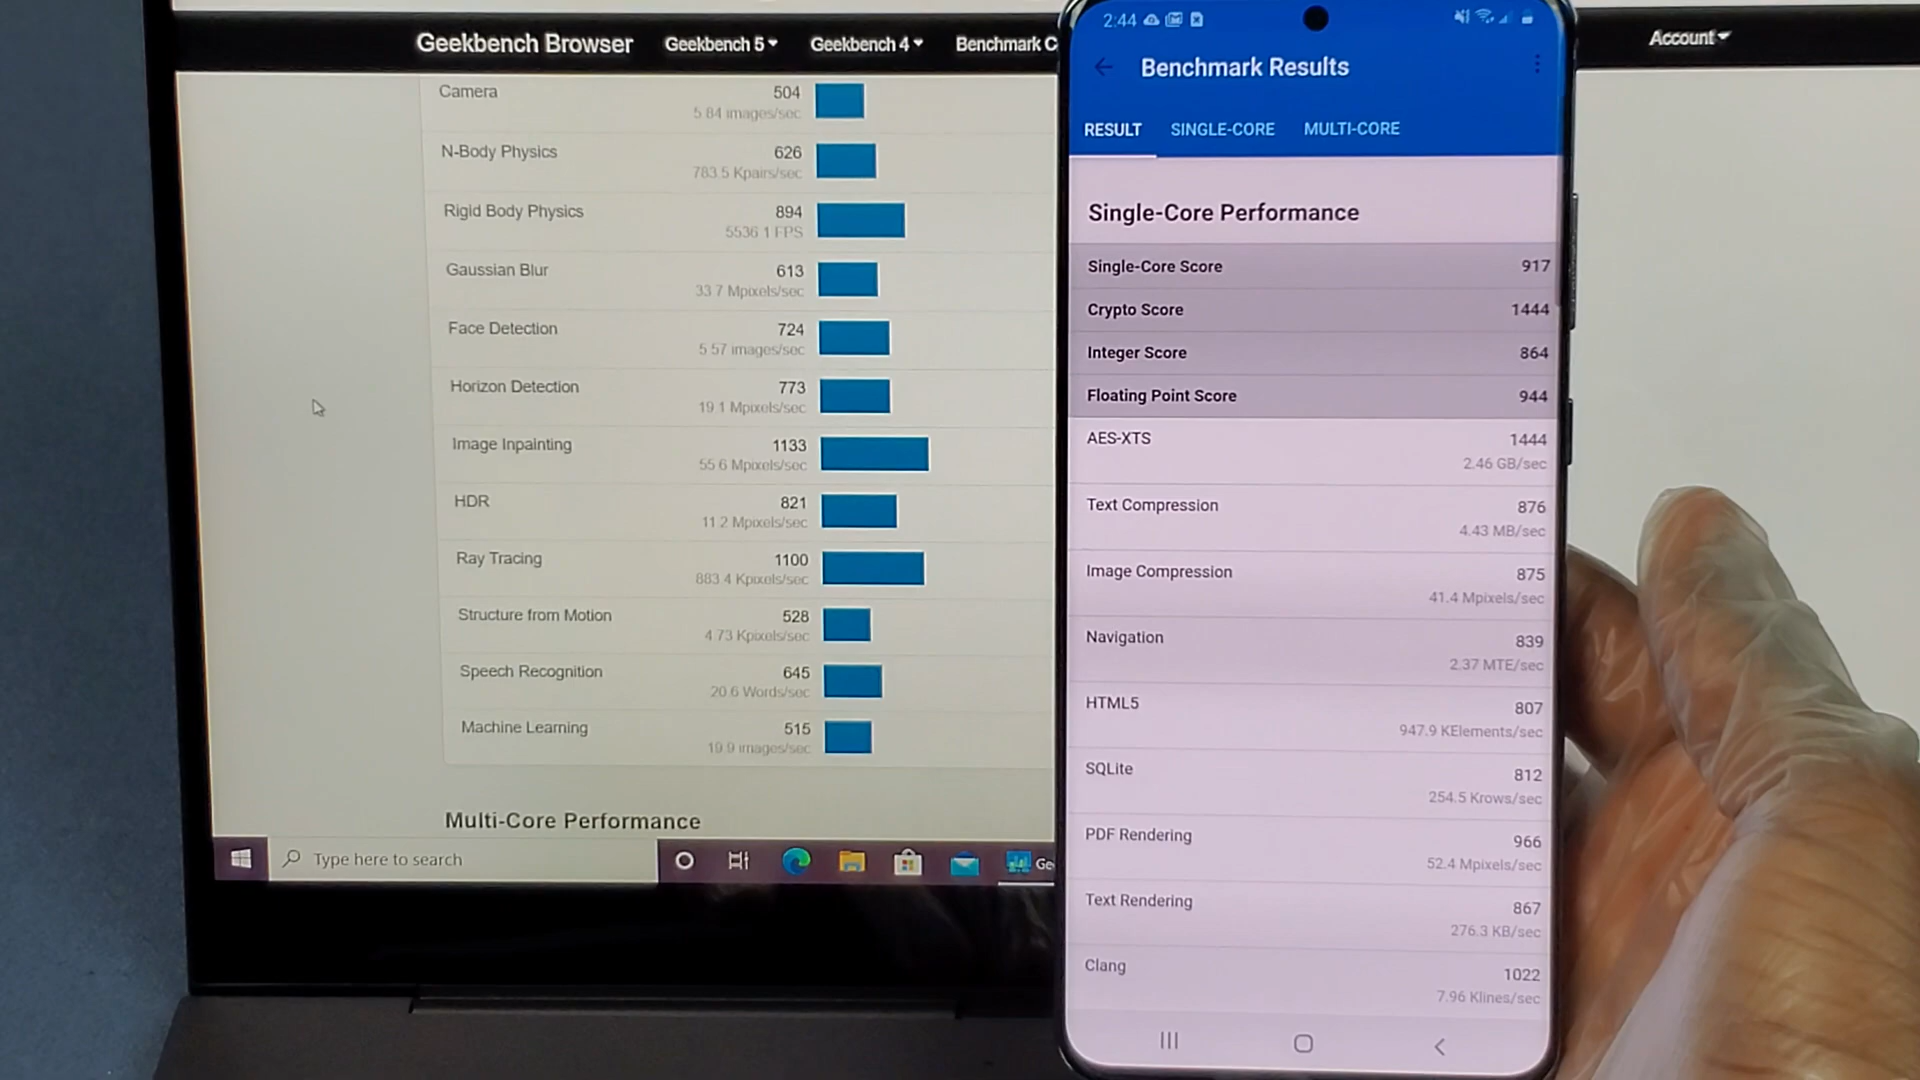 Geekbench Browser Geekbench 5 Geekbench 4 Benchmark C Account
Camera 504
5.84 images/sec
N-Body Physics 626
783.5 Kpairs/sec
Rigid Body Physics 894
5536.1 FPS
Gaussian Blur 613
33.7 Mpixels/sec
Face Detection 724
5.57 images/sec
Horizon Detection 773
19.1 Mpixels/sec
Image Inpainting 1133
55.6 Mpixels/sec
HDR 821
11.2 Mpixels/sec
Ray Tracing 1100
883.4 Kpixels/sec
Structure from Motion 528
4.73 Kpixels/sec
Speech Recognition 645
20.6 Words/sec
Machine Learning 515
19.9 images/sec
Multi-Core Performance
Type here to search
Ge
2:44
Benchmark Results
RESULT SINGLE-CORE MULTI-CORE
Single-Core Performance
Single-Core Score 917
Crypto Score 1444
Integer Score 864
Floating Point Score 944
AES-XTS 1444
2.46 GB/sec
Text Compression 876
4.43 MB/sec
Image Compression 875
41.4 Mpixels/sec
Navigation 839
2.37 MTE/sec
HTML5 807
947.9 KElements/sec
SQLite 812
254.5 Krows/sec
PDF Rendering 966
52.4 Mpixels/sec
Text Rendering 867
276.3 KB/sec
Clang 1022
7.96 Klines/sec